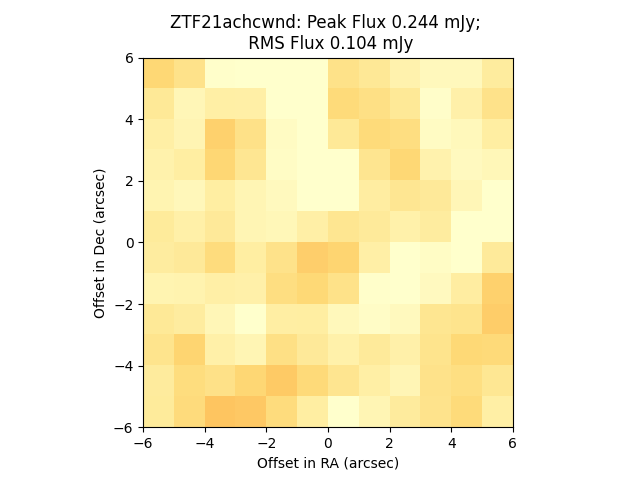 ZTF21achcwnd: Peak Flux 0.244 mJy;
RMS Flux 0.104 mJy
6
4
2
0
−2
−4
−6
Offset in Dec (arcsec)
−6 −4 −2 0 2 4 6
Offset in RA (arcsec)